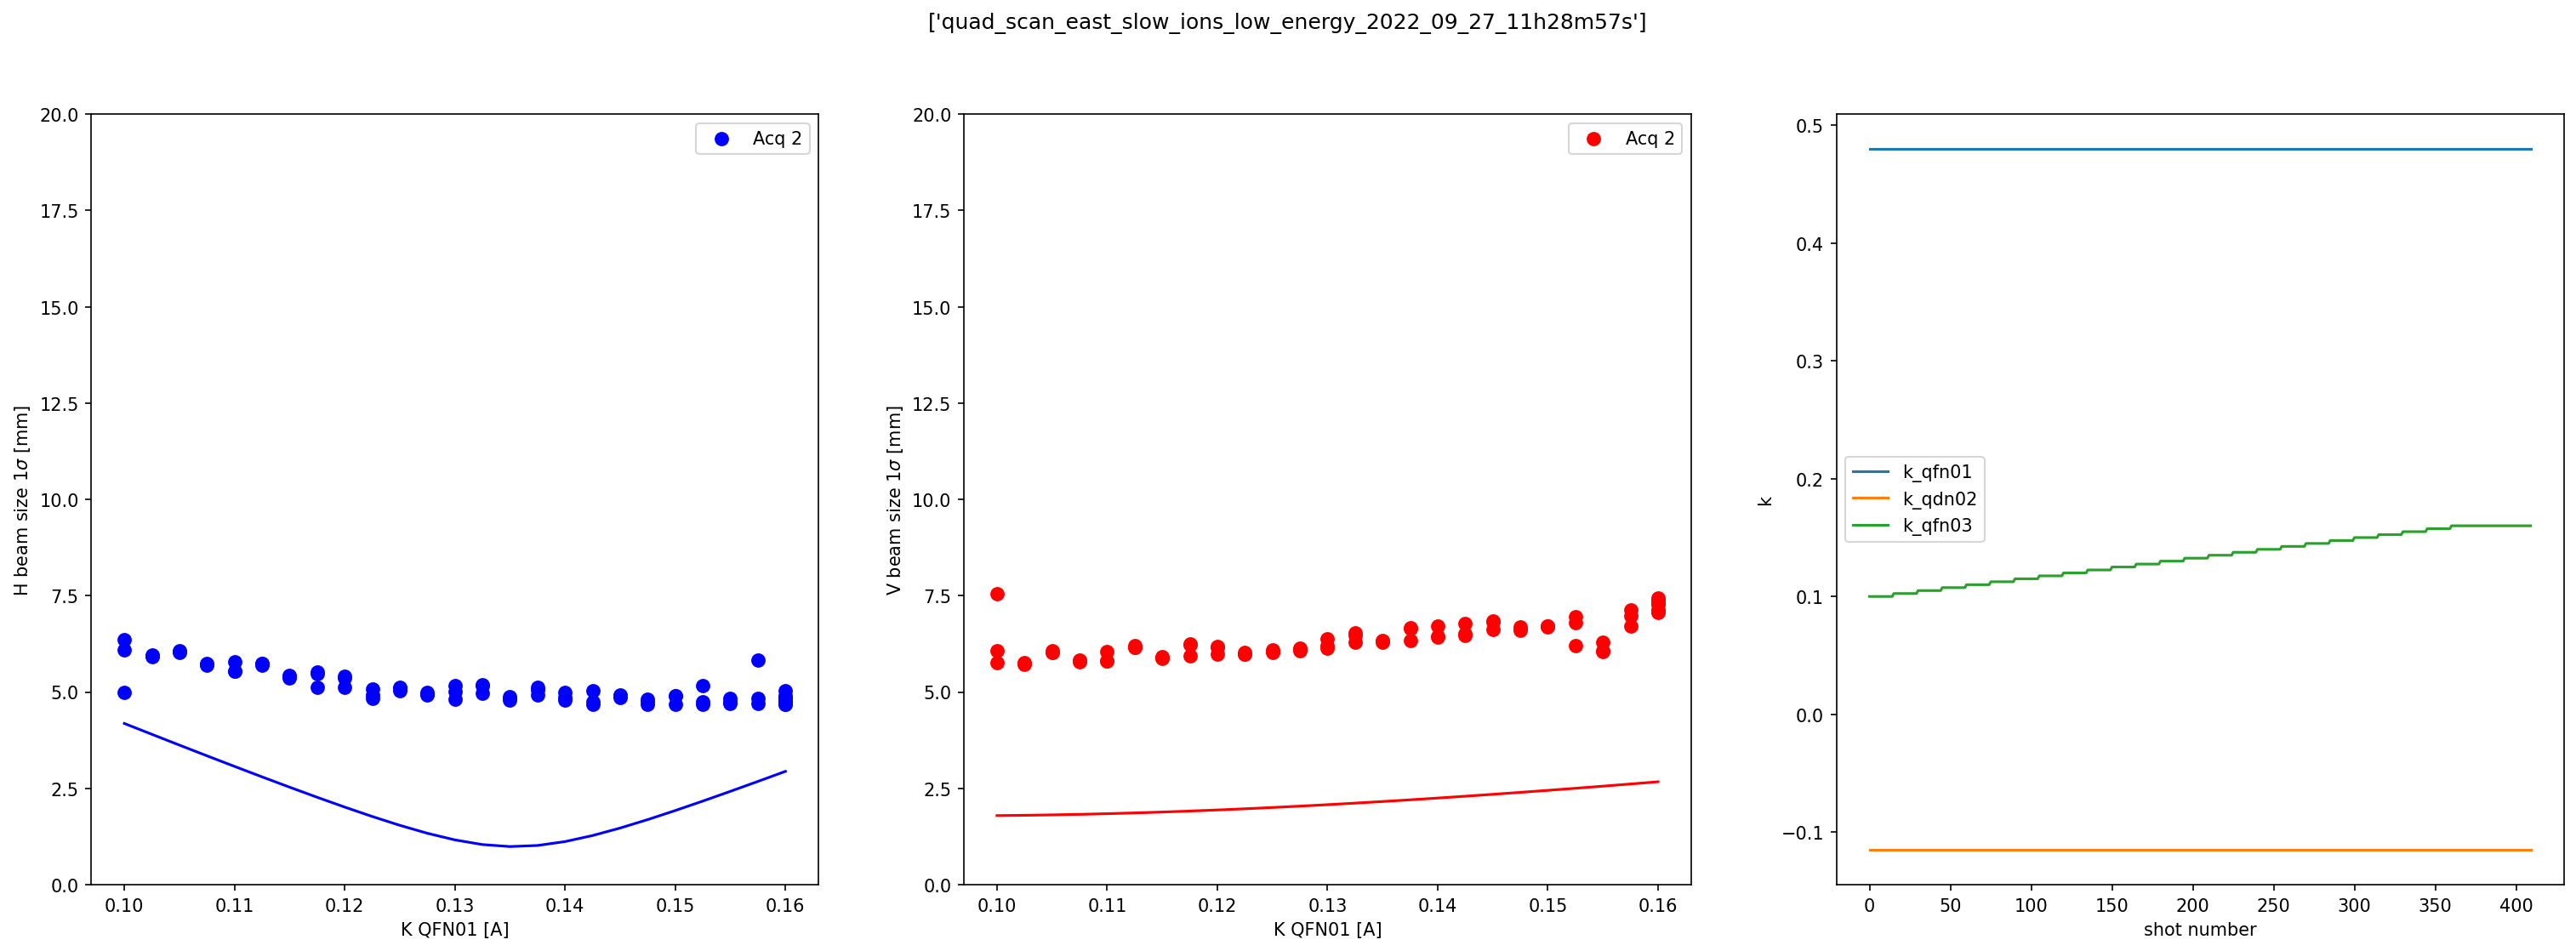 ['quad_scan_east_slow_ions_low_energy_2022_09_27_11h28m57s']
H beam size 1σ [mm]
20.0
17.5
15.0
12.5
10.0
7.5
5.0
2.5
0.0
0.10 0.11 0.12 0.13 0.14 0.15 0.16
K QFN01 [A]
Acq 2
V beam size 1σ [mm]
20.0
17.5
15.0
12.5
10.0
7.5
5.0
2.5
0.0
0.10 0.11 0.12 0.13 0.14 0.15 0.16
K QFN01 [A]
Acq 2
k
0.5
0.4
0.3
0.2
0.1
0.0
−0.1
k_qfn01
k_qdn02
k_qfn03
0 50 100 150 200 250 300 350 400
shot number